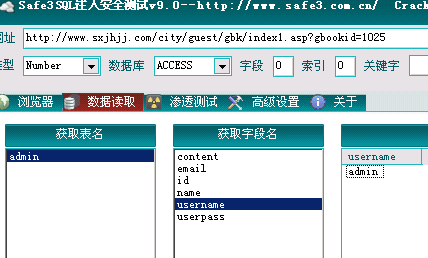 Safe3SQL注入安全测试v9.0--http://www.safe3.com.cn/ Crack
网址 http://www.sxjhjj.com/city/guest/gbk/index1.asp?gbookid=1025
类型 Number 数据库 ACCESS 字段 0 索引 0 关键字
浏览器 数据读取 渗透测试 高级设置 关于
获取表名 获取字段名
admin
content
email
id
name
username
userpass
username
admin